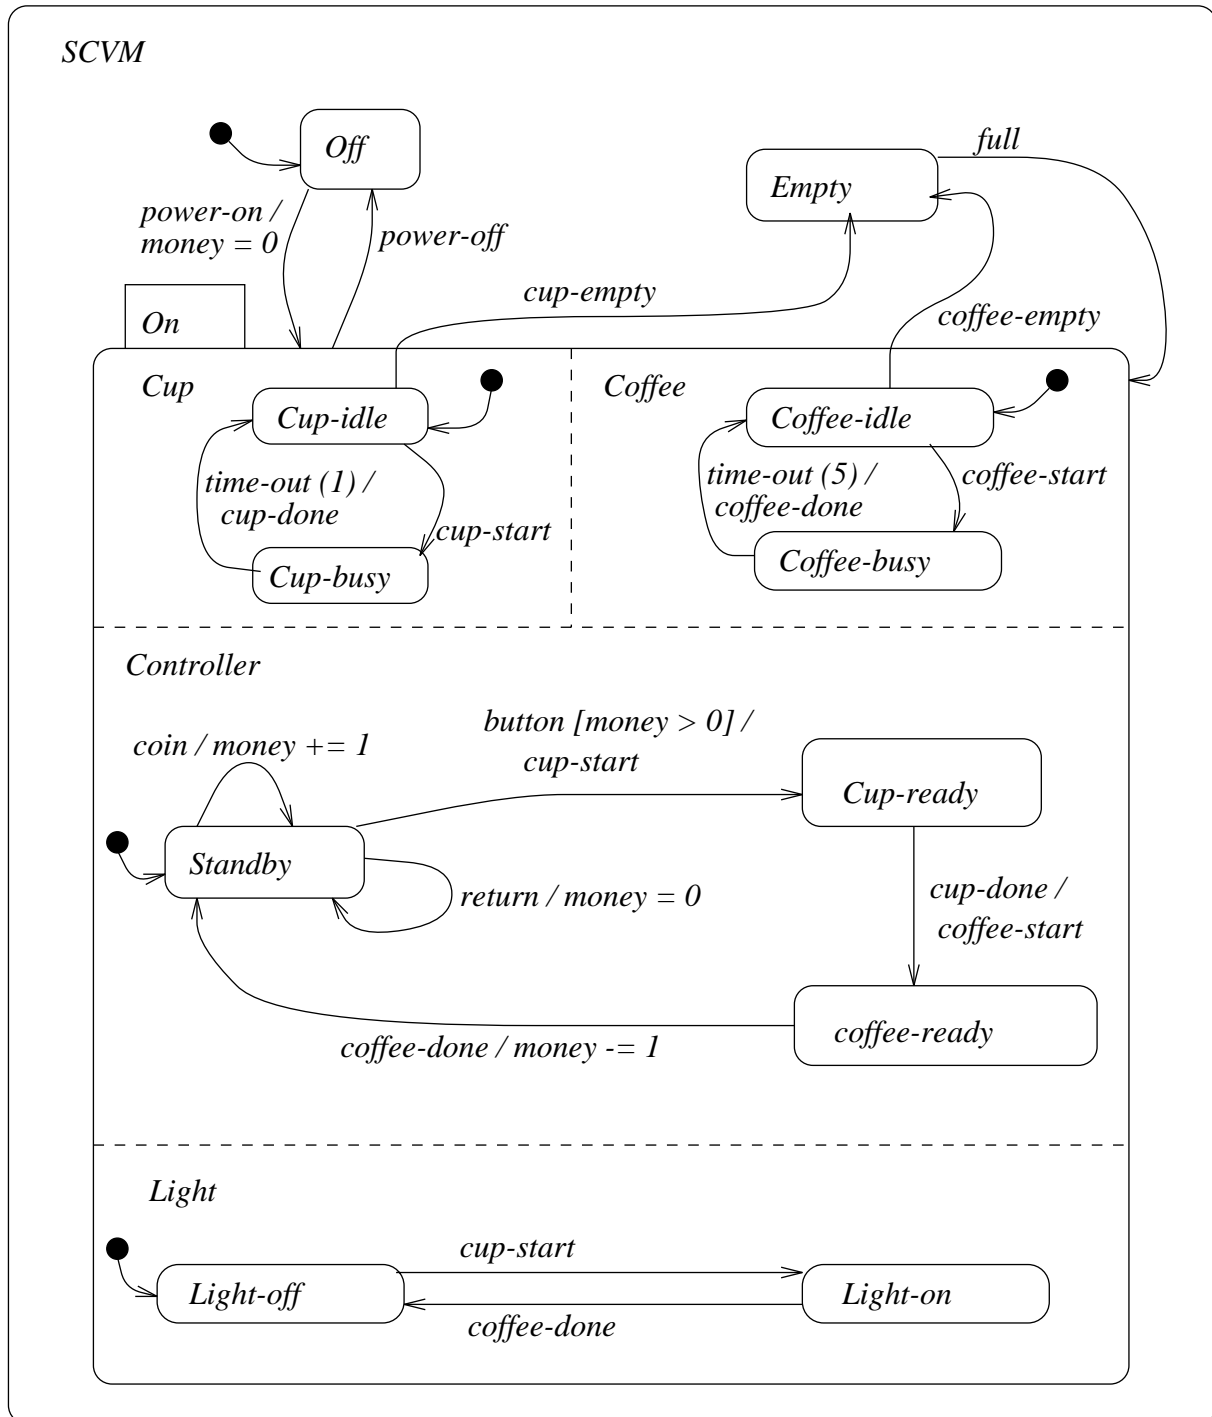 SCVM
Off
full
Empty
power-on /
money = 0
power-off
cup-empty
coffee-empty
On
Cup
Coffee
Cup-idle
Coffee-idle
time-out (1) /
cup-done
cup-start
time-out (5) /
coffee-done
coffee-start
Cup-busy
Coffee-busy
Controller
button [money > 0] /
cup-start
coin / money += 1
Cup-ready
Standby
return / money = 0
cup-done /
coffee-start
coffee-ready
coffee-done / money -= 1
Light
cup-start
Light-off
Light-on
coffee-done